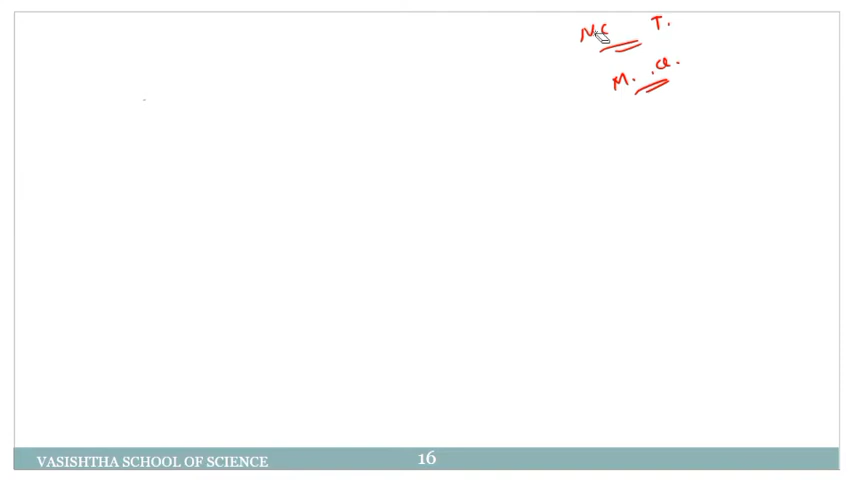 T.
M. .a.
VASISHTHA SCHOOL OF SCIENCE 16